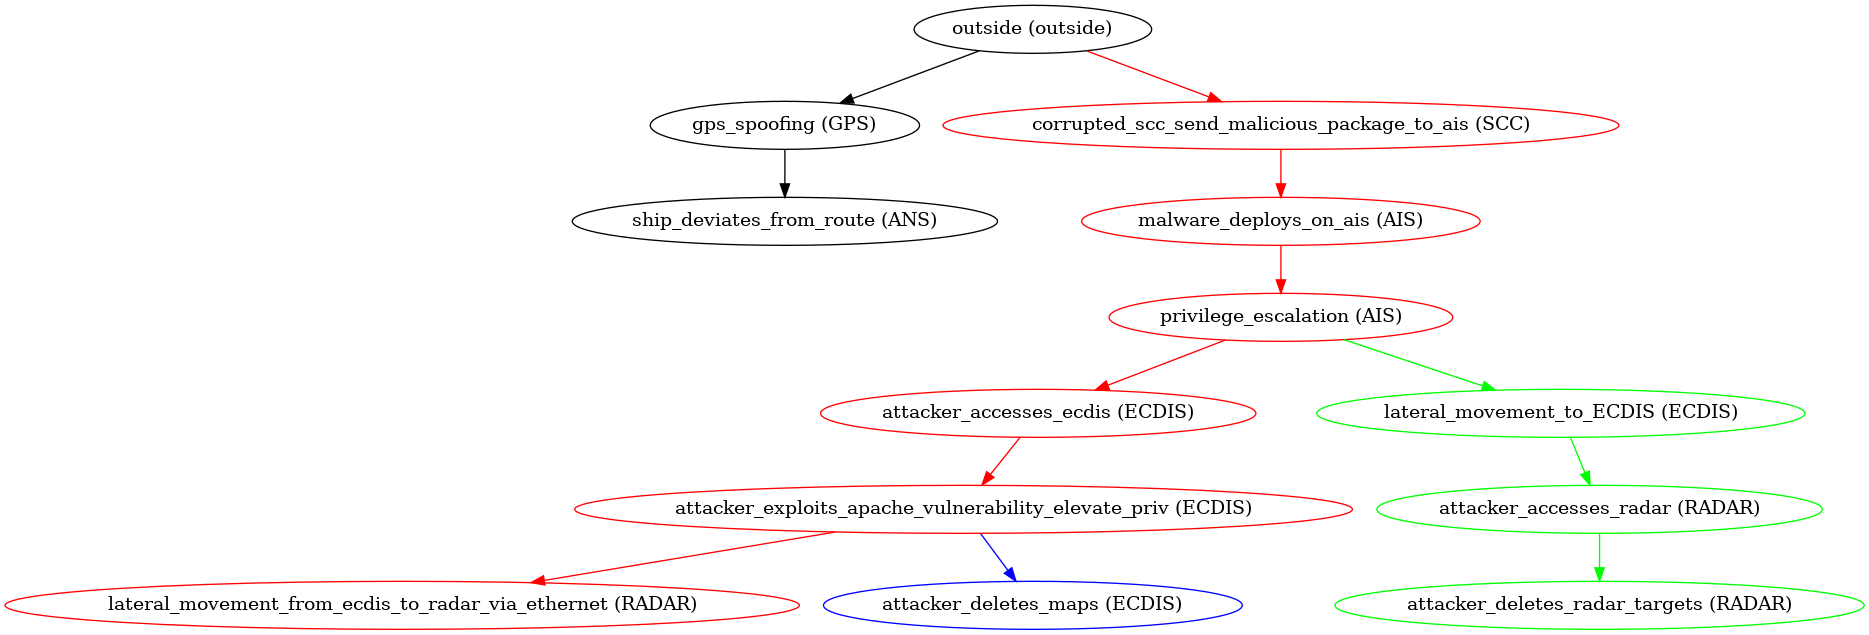 outside (outside)
gps_spoofing (GPS)
corrupted_scc_send_malicious_package_to_ais (SCC)
ship_deviates_from_route (ANS)
malware_deploys_on_ais (AIS)
privilege_escalation (AIS)
attacker_accesses_ecdis (ECDIS)
lateral_movement_to_ECDIS (ECDIS)
attacker_exploits_apache_vulnerability_elevate_priv (ECDIS)
attacker_accesses_radar (RADAR)
lateral_movement_from_ecdis_to_radar_via_ethernet (RADAR)
attacker_deletes_maps (ECDIS)
attacker_deletes_radar_targets (RADAR)